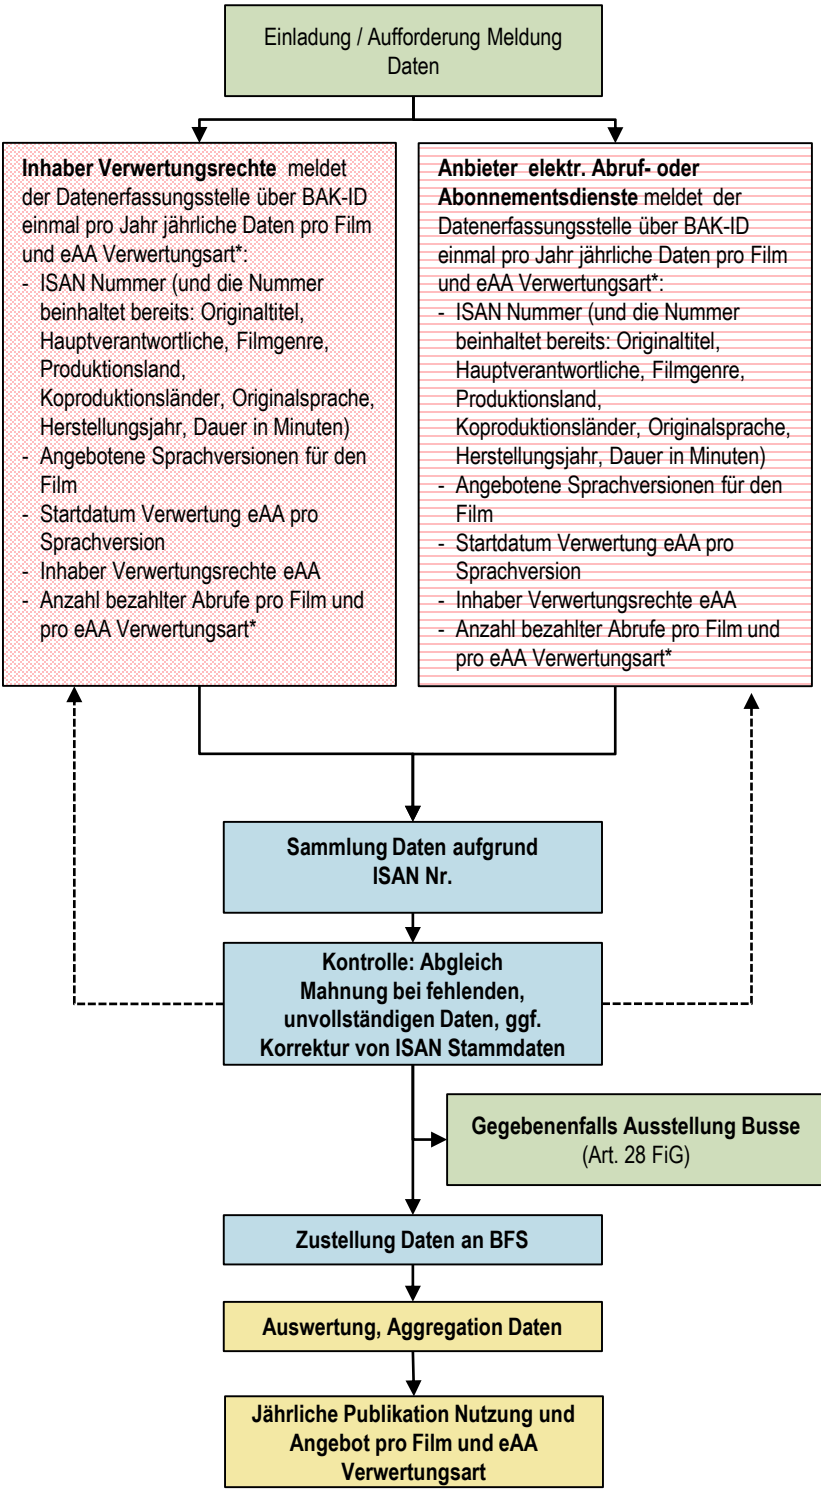 Einladung / Aufforderung Meldung
Daten
Inhaber Verwertungsrechte meldet
der Datenerfassungsstelle über BAK-ID
einmal pro Jahr jährliche Daten pro Film
und eAA Verwertungsart*:
- ISAN Nummer (und die Nummer
beinhaltet bereits: Originaltitel,
Hauptverantwortliche, Filmgenre,
Produktionsland,
Koproduktionsländer, Originalsprache,
Herstellungsjahr, Dauer in Minuten)
- Angebotene Sprachversionen für den
Film
- Startdatum Verwertung eAA pro
Sprachversion
- Inhaber Verwertungsrechte eAA
- Anzahl bezahlter Abrufe pro Film und
pro eAA Verwertungsart*
Anbieter elektr. Abruf- oder
Abonnementsdienste meldet der
Datenerfassungsstelle über BAK-ID
einmal pro Jahr jährliche Daten pro Film
und eAA Verwertungsart*:
- ISAN Nummer (und die Nummer
beinhaltet bereits: Originaltitel,
Hauptverantwortliche, Filmgenre,
Produktionsland,
Koproduktionsländer, Originalsprache,
Herstellungsjahr, Dauer in Minuten)
- Angebotene Sprachversionen für den
Film
- Startdatum Verwertung eAA pro
Sprachversion
- Inhaber Verwertungsrechte eAA
- Anzahl bezahlter Abrufe pro Film und
pro eAA Verwertungsart*
Sammlung Daten aufgrund
ISAN Nr.
Kontrolle: Abgleich
Mahnung bei fehlenden,
unvollständigen Daten, ggf.
Korrektur von ISAN Stammdaten
Gegebenenfalls Ausstellung Busse
(Art. 28 FiG)
Zustellung Daten an BFS
Auswertung, Aggregation Daten
Jährliche Publikation Nutzung und
Angebot pro Film und eAA
Verwertungsart